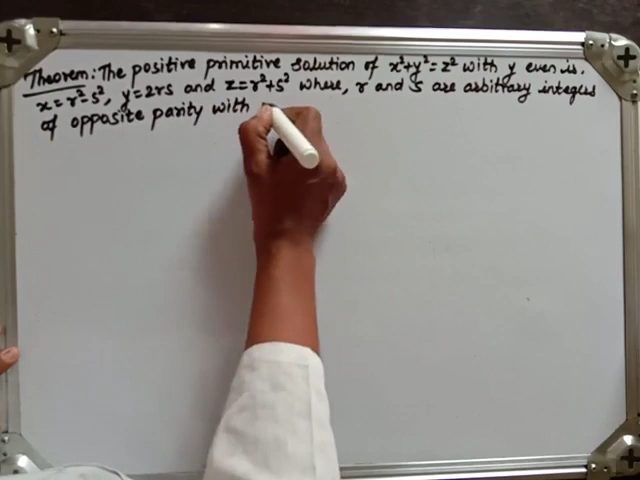 Theorem: The positive primitive solution of x²+y²=z² with y even is.
x=r²-s², y=2rs and z=r²+s² where, r and s are arbittary integers
of opposite parity with